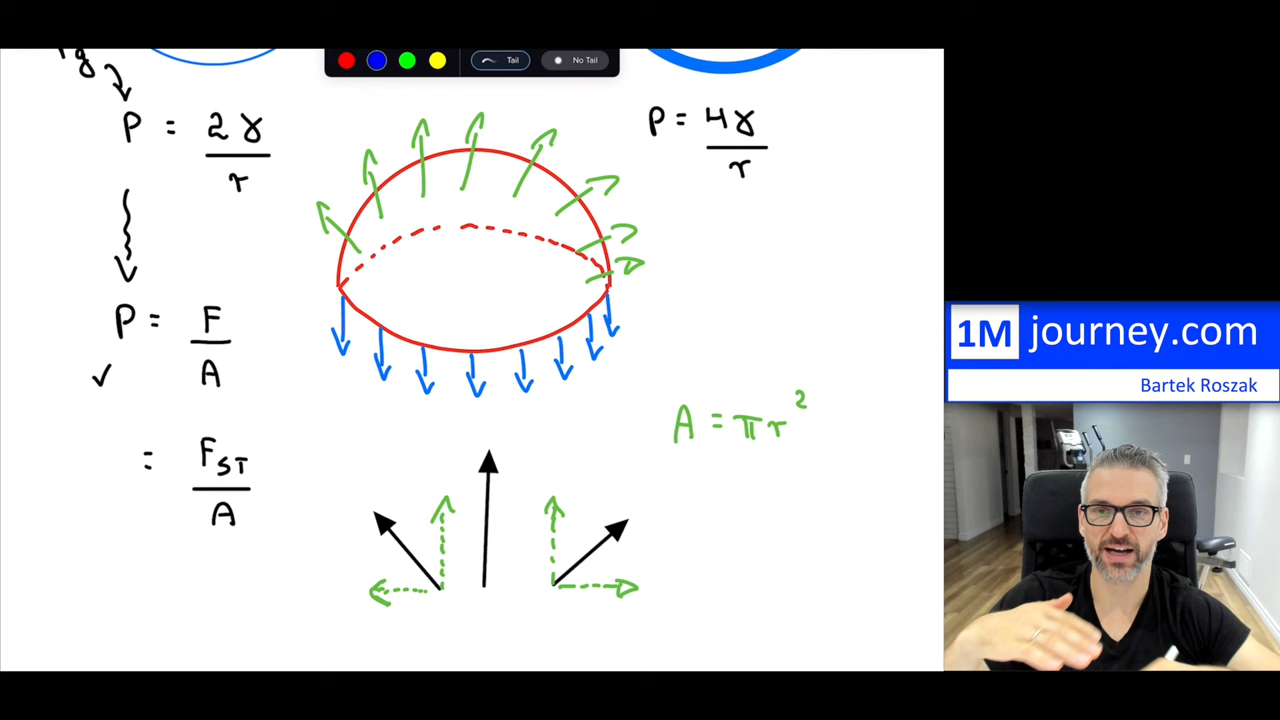 Tail
No Tail
P = 2γ
r
P = 4γ
r
P = F
A
✓
= F_ST
A
A = πr²
1M journey.com
Bartek Roszak